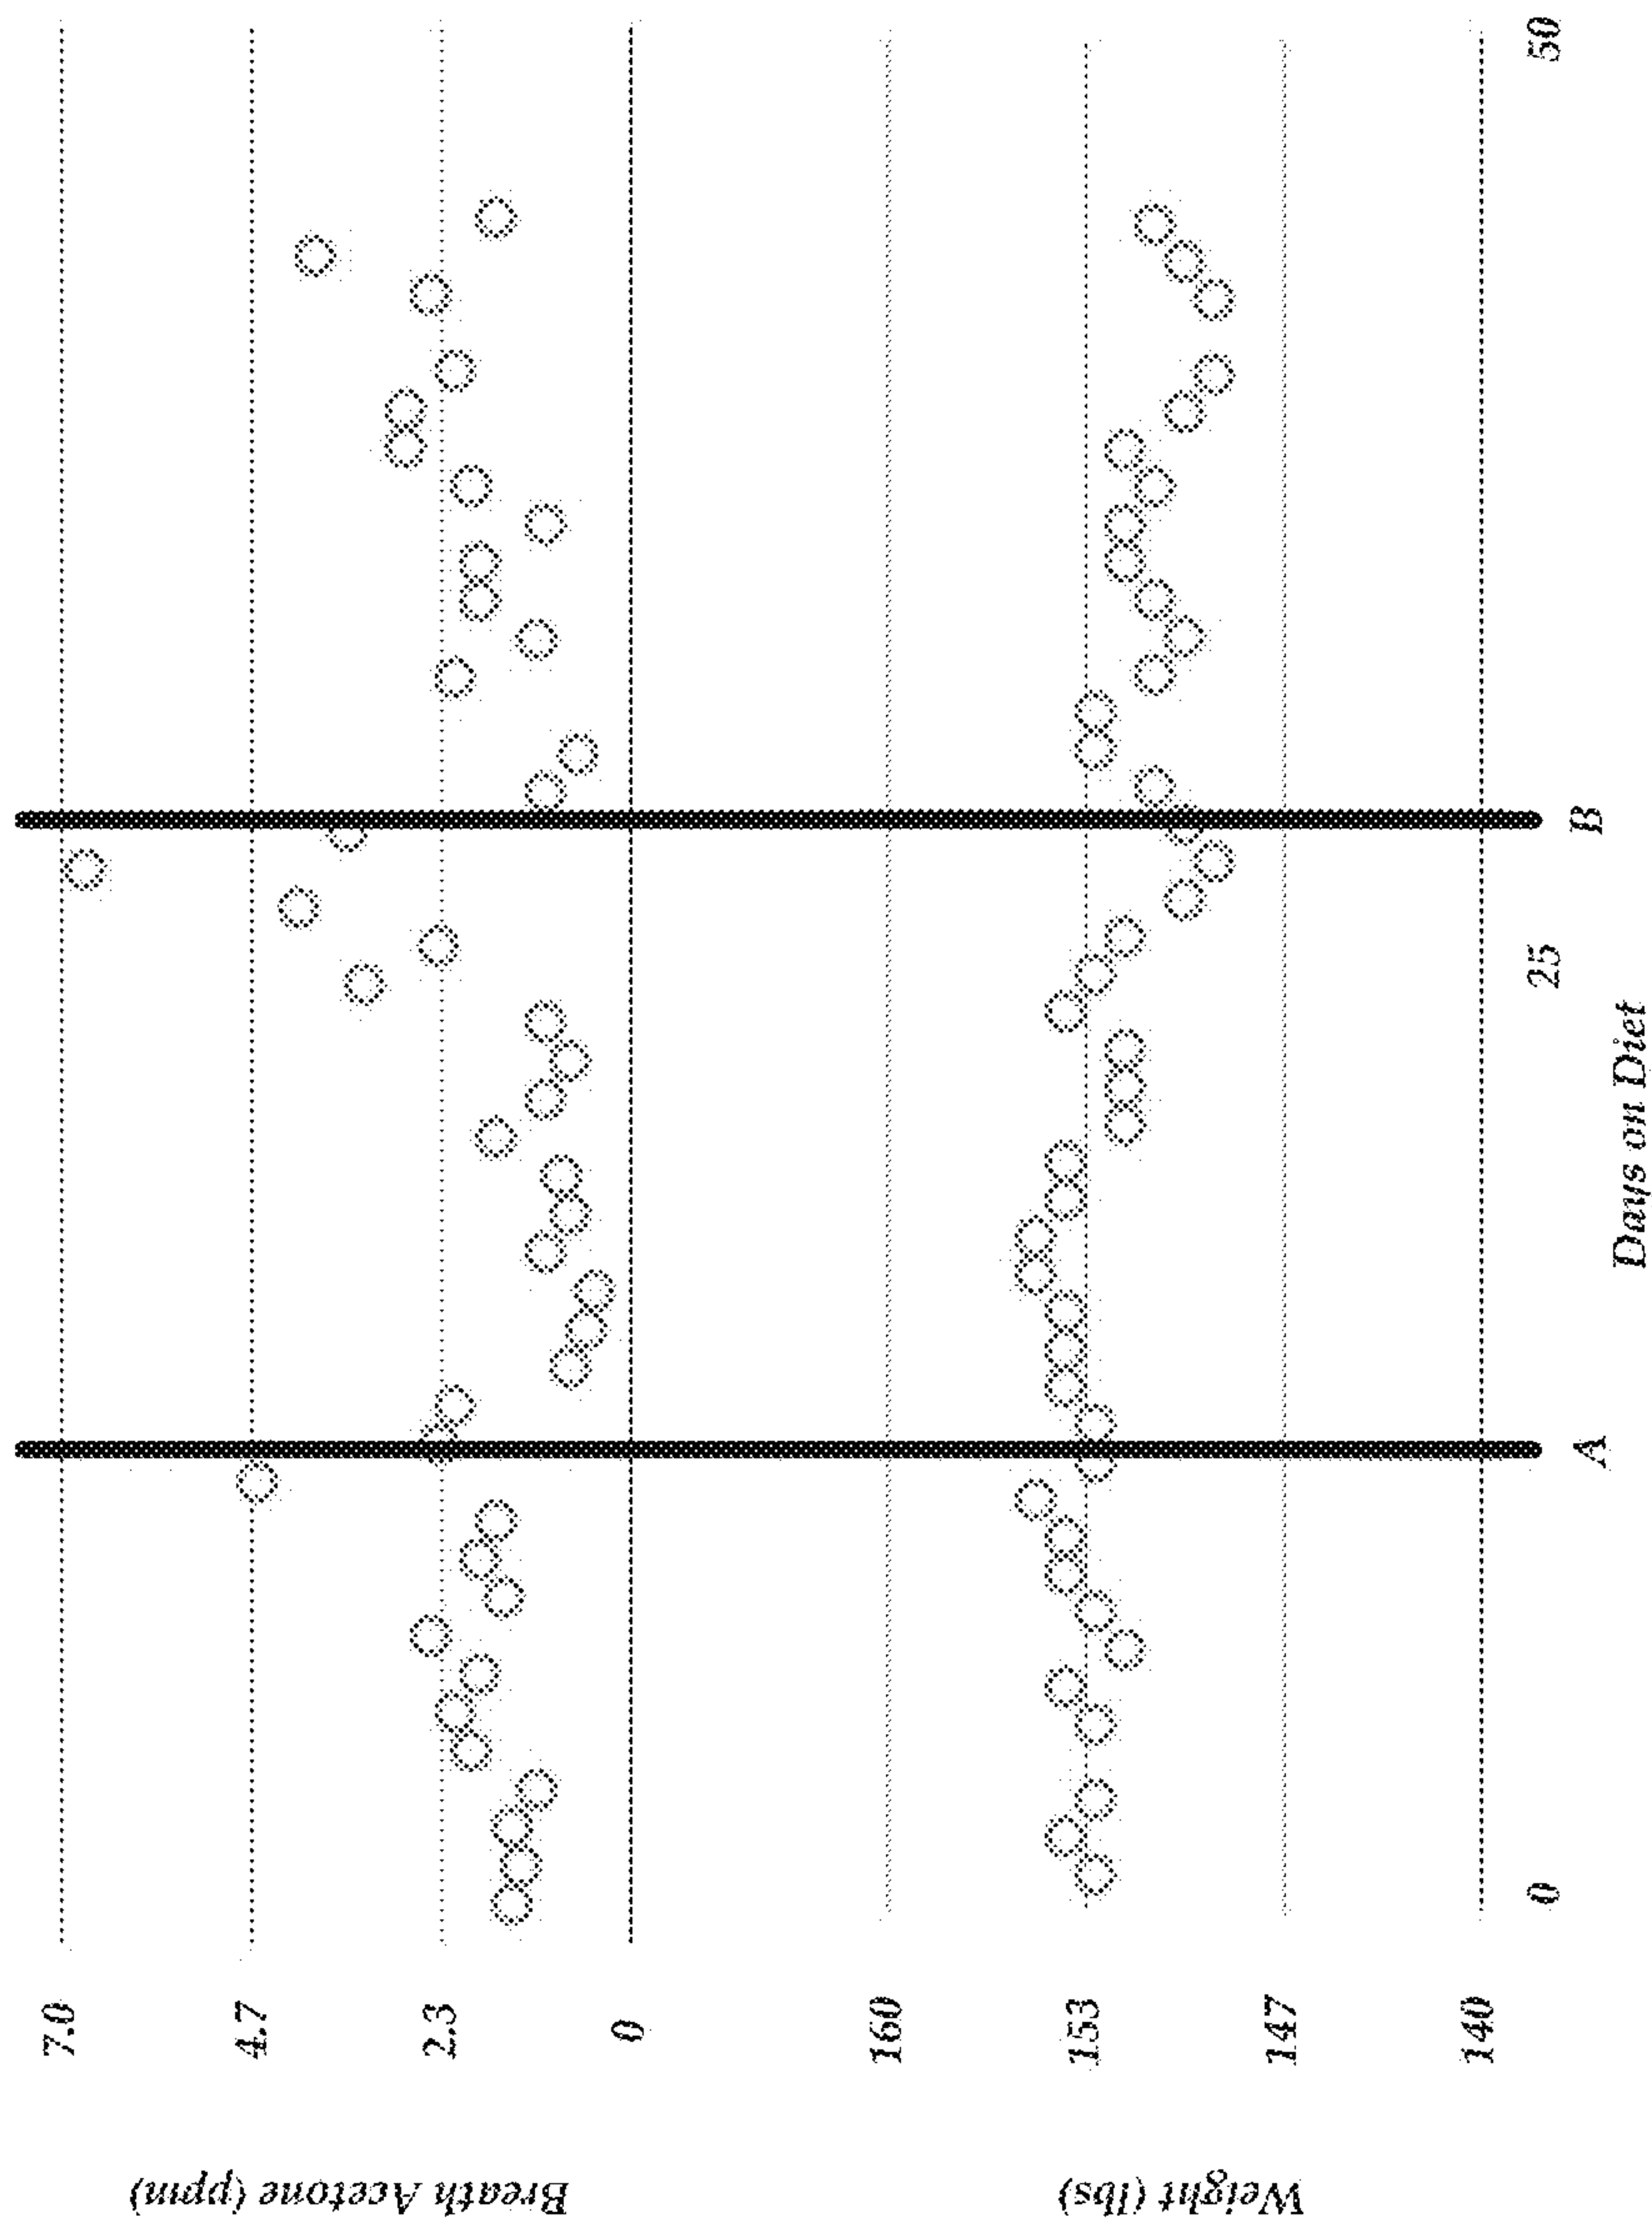 Breath Acetone (ppm)
7.0
4.7
2.3
0
Weight (lbs)
160
153
147
140
0
25
50
A
B
Days on Diet